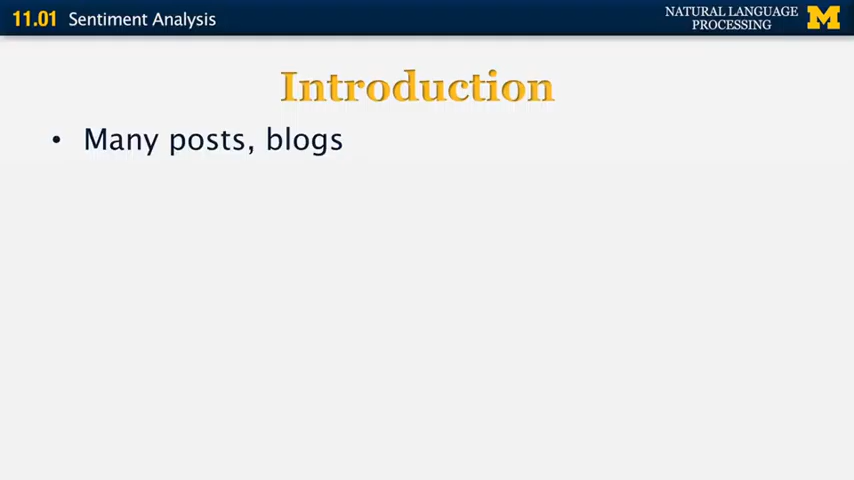 11.01 Sentiment Analysis
NATURAL LANGUAGE
PROCESSING
M
Introduction
• Many posts, blogs